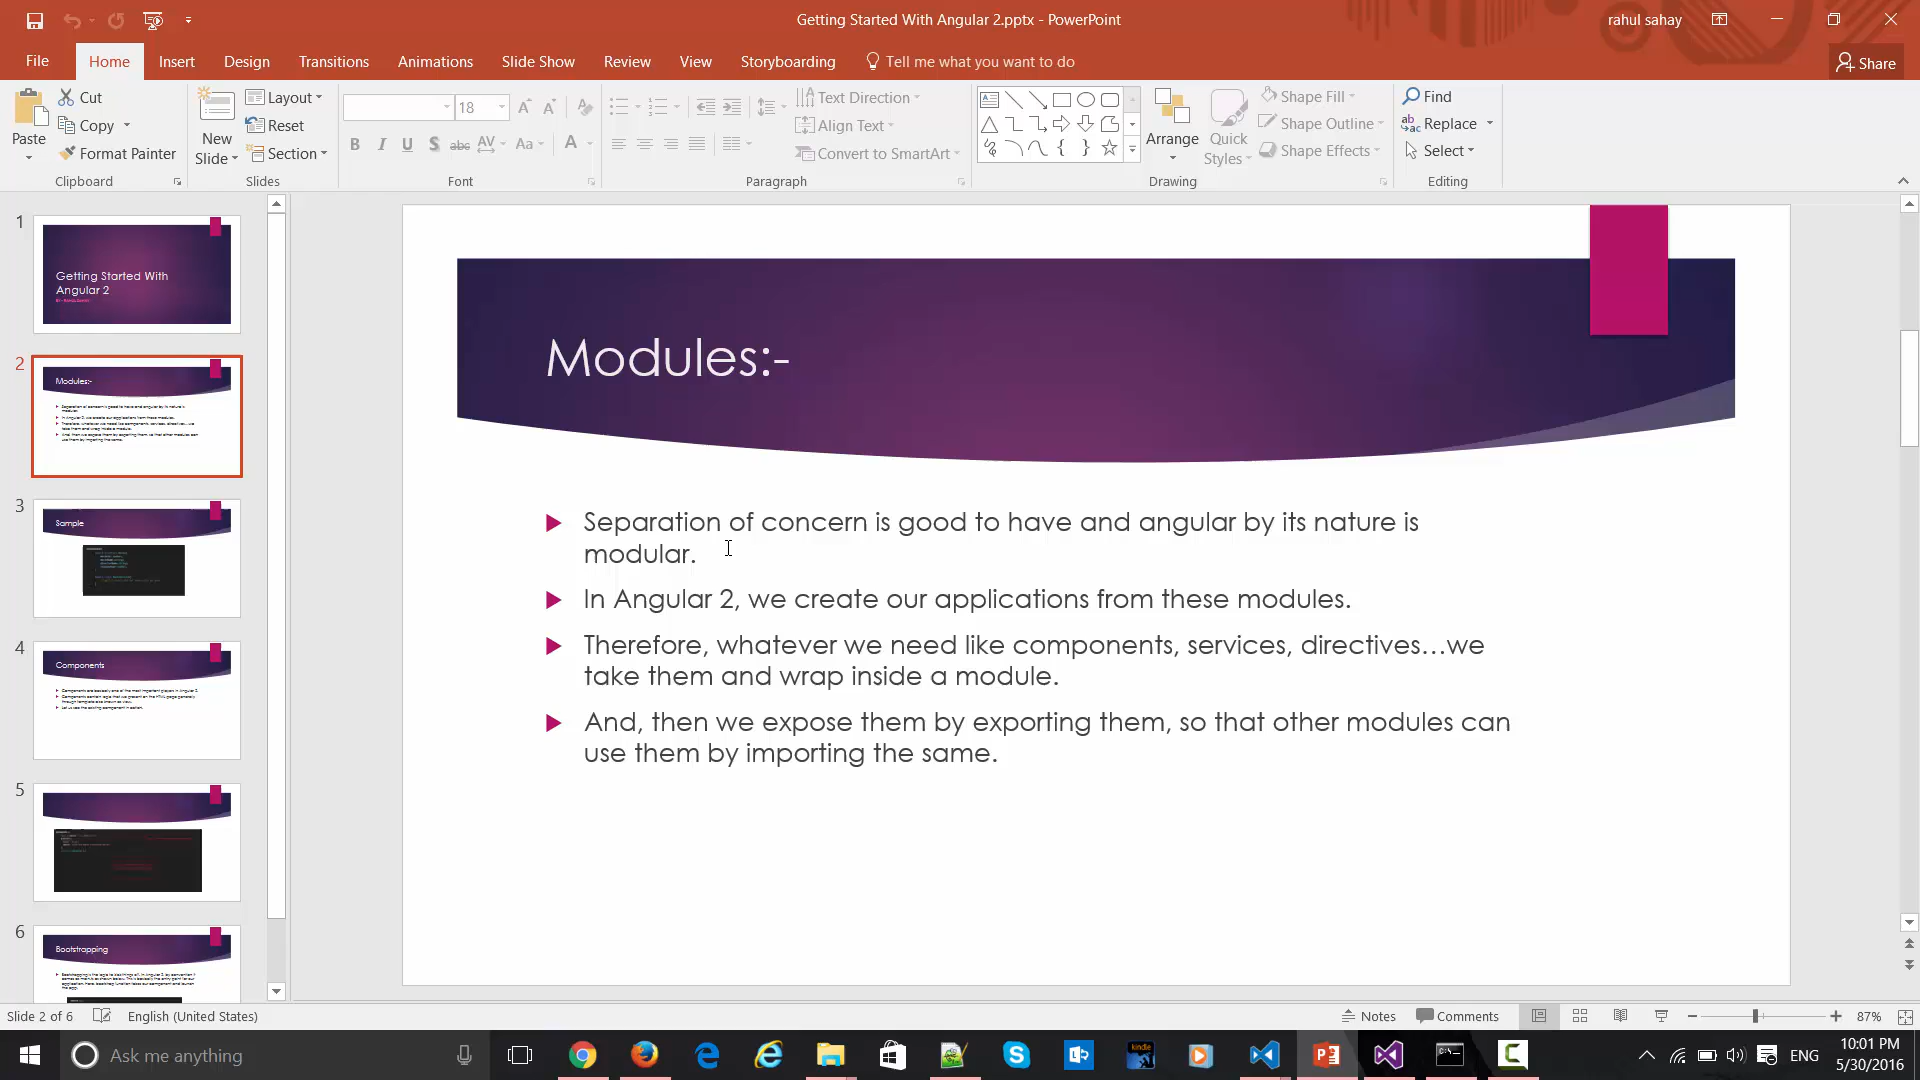 Getting Started With Angular 2.pptx - PowerPoint
rahul sahay
File Home Insert Design Transitions Animations Slide Show Review View Storyboarding Tell me what you want to do Share
Paste
Cut
Copy
Format Painter
Clipboard
New Slide
Layout
Reset
Section
Slides
18
B I U S abc AV Aa A
Font
Text Direction
Align Text
Convert to SmartArt
Paragraph
Arrange
Quick Styles
Shape Fill
Shape Outline
Shape Effects
Drawing
Find
Replace
Select
Editing
1
Getting Started With
Angular 2
2
Modules:-
3
Sample
4
Components
5
6
Bootstrapping
Modules:-
Separation of concern is good to have and angular by its nature is
modular.
In Angular 2, we create our applications from these modules.
Therefore, whatever we need like components, services, directives…we
take them and wrap inside a module.
And, then we expose them by exporting them, so that other modules can
use them by importing the same.
Slide 2 of 6 English (United States) Notes Comments 87%
Ask me anything
kindle
ENG
10:01 PM
5/30/2016